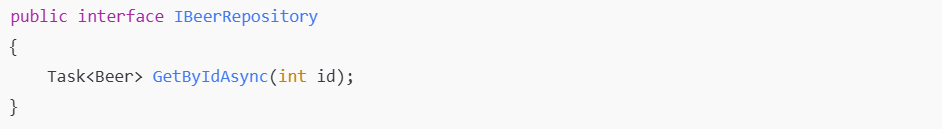 public interface IBeerRepository
{
    Task<Beer> GetByIdAsync(int id);
}